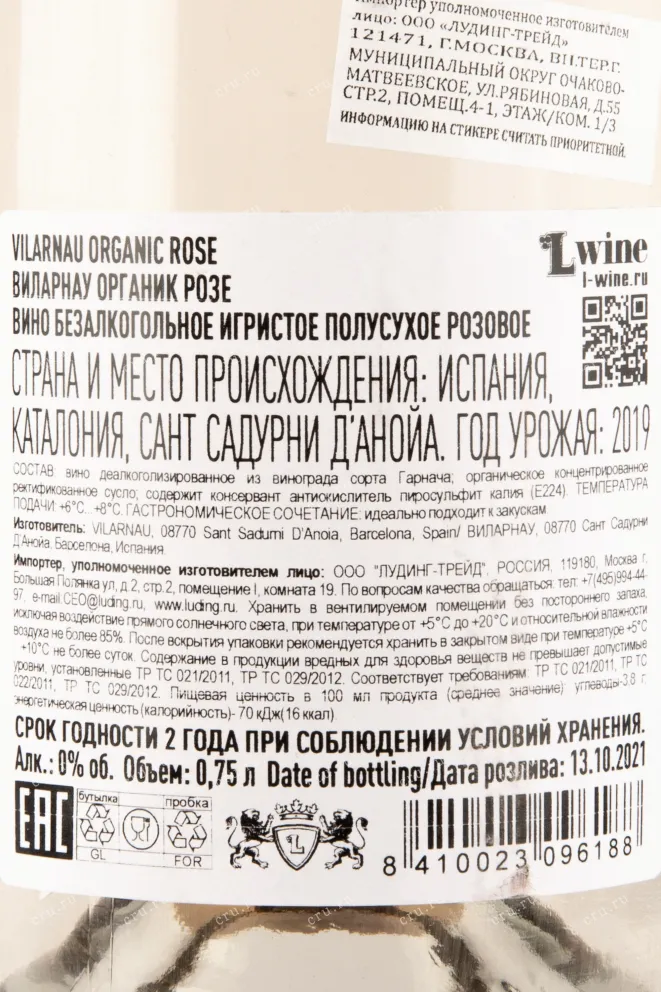 Импортер уполномоченное изготовителем
лицо: ООО «ЛУДИНГ-ТРЕЙД»
121471, Г.МОСКВА, ВН.ТЕР.Г.
МУНИЦИПАЛЬНЫЙ ОКРУГ ОЧАКОВО-
МАТВЕЕВСКОЕ, УЛ.РЯБИНОВАЯ, Д.55
СТР.2, ПОМЕЩ.4-1, ЭТАЖ/КОМ. 1/3
ИНФОРМАЦИЮ НА СТИКЕРЕ СЧИТАТЬ ПРИОРИТЕТНОЙ.
L wine
l-wine.ru
VILARNAU ORGANIC ROSE
ВИЛАРНАУ ОРГАНИК РОЗЕ
ВИНО БЕЗАЛКОГОЛЬНОЕ ИГРИСТОЕ ПОЛУСУХОЕ РОЗОВОЕ
СТРАНА И МЕСТО ПРОИСХОЖДЕНИЯ: ИСПАНИЯ,
КАТАЛОНИЯ, САНТ САДУРНИ Д'АНОЙА. ГОД УРОЖАЯ: 2019
СОСТАВ: вино деалкоголизированное из винограда сорта Гарнача; органическое концентрированное
ректификованное сусло; содержит консервант антиокислитель пиросульфит калия (Е224). ТЕМПЕРАТУРА
ПОДАЧИ +6°С... +8°С. ГАСТРОНОМИЧЕСКОЕ СОЧЕТАНИЕ: идеально подходит к закускам.
Изготовитель: VILARNAU, 08770 Sant Sadurni D'Anoia, Barcelona, Spain/ ВИЛАРНАУ, 08770 Сант Садурни
Д'Анойа, Барселона, Испания
Импортер, уполномоченное изготовителем лицо: ООО "ЛУДИНГ-ТРЕЙД", РОССИЯ, 119180, Москва г,
Большая Полянка ул, д.2, стр.2, помещение I, комната 19. По вопросам качества обращаться: тел: +7(495)994-44-
97, e-mail.CEO@luding.ru, www.luding.ru. Хранить в вентилируемом помещении без постороннего запаха,
исключая воздействие прямого солнечного света, при температуре от +5°С до +20°С и относительной влажности
воздуха не более 85%. После вскрытия упаковки рекомендуется хранить в закрытом виде при температуре +5°С
+10°С не более суток. Содержание в продукции вредных для здоровья веществ не превышает допустимые
уровни, установленные ТР ТС 021/2011, ТР ТС 029/2012. Соответствует требованиям: ТР ТС 021/2011, ТР ТС
022/2011, ТР ТС 029/2012. Пищевая ценность в 100 мл продукта (среднее значение): углеводы-3.8 г,
энергетическая ценность (калорийность)- 70 кДж(16 ккал).
СРОК ГОДНОСТИ 2 ГОДА ПРИ СОБЛЮДЕНИИ УСЛОВИЙ ХРАНЕНИЯ.
Алк.: 0% об. Объем: 0,75 л Date of bottling/Дата розлива: 13.10.2021
EAC
бутылка пробка
GL FOR
L
8 410023 096188